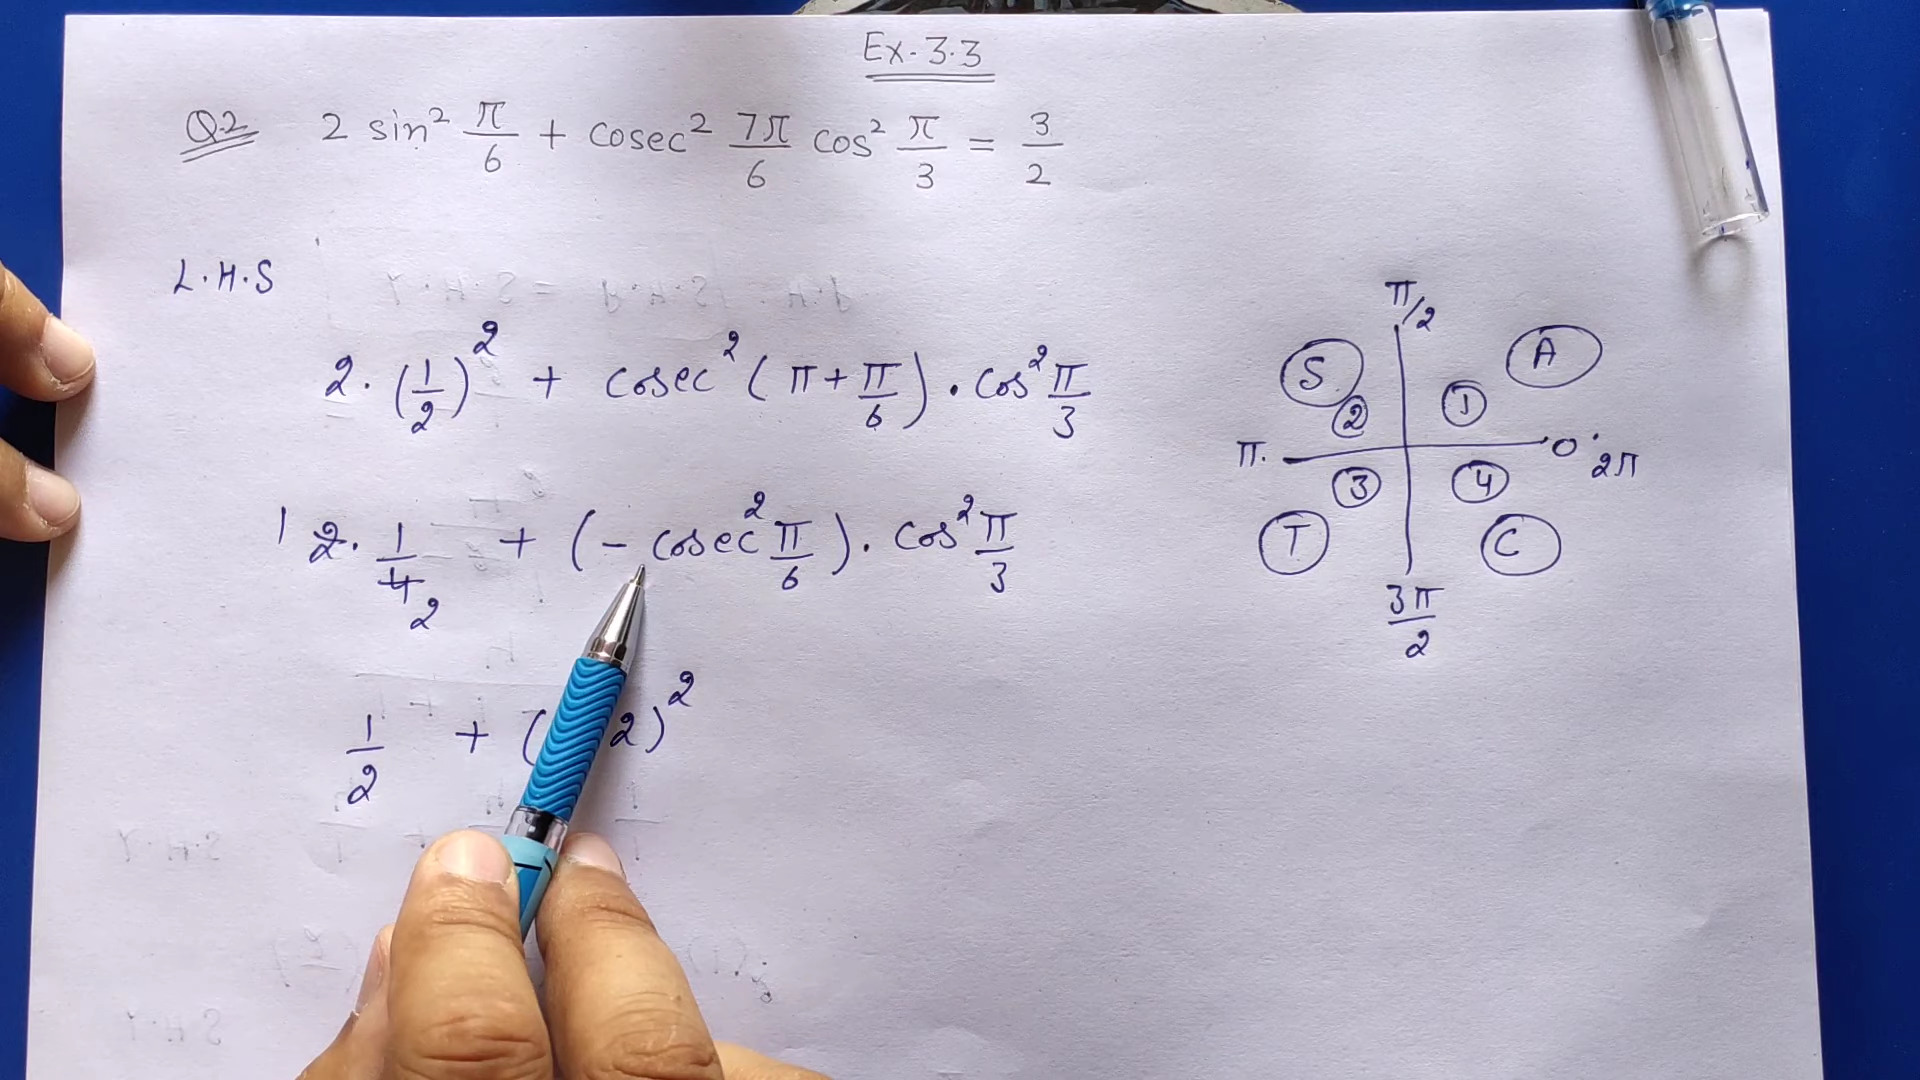 Ex-3.3
Q.2 2 sin² π/6 + cosec² 7π/6 cos² π/3 = 3/2
L.H.S
2. (1/2)² + cosec² (π + π/6) . cos² π/3
1 2. 1/4 2 + (- cosec² π/6) . cos² π/3
1/2 + ( 2)²
π/2
S A
2 1
π. 0 2π
3 4
T C
3π/2